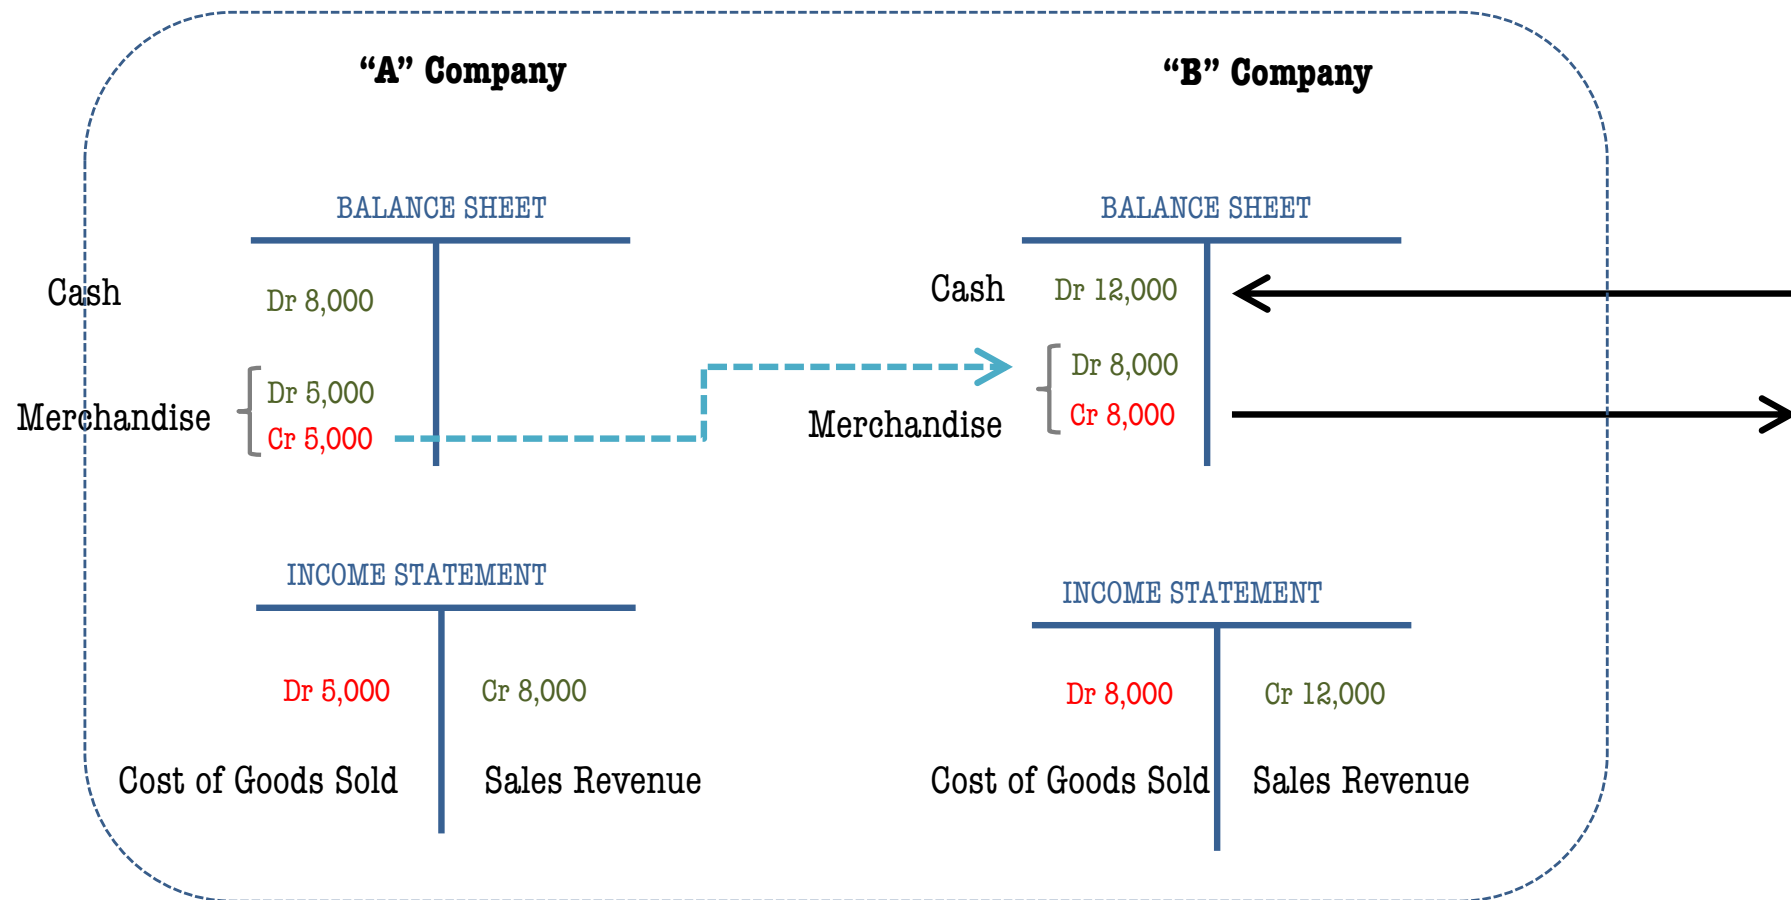 “A” Company
BALANCE SHEET
Cash
Dr 8,000
Merchandise
Dr 5,000
Cr 5,000
INCOME STATEMENT
Dr 5,000
Cr 8,000
Cost of Goods Sold
Sales Revenue
“B” Company
BALANCE SHEET
Cash
Dr 12,000
Merchandise
Dr 8,000
Cr 8,000
INCOME STATEMENT
Dr 8,000
Cr 12,000
Cost of Goods Sold
Sales Revenue